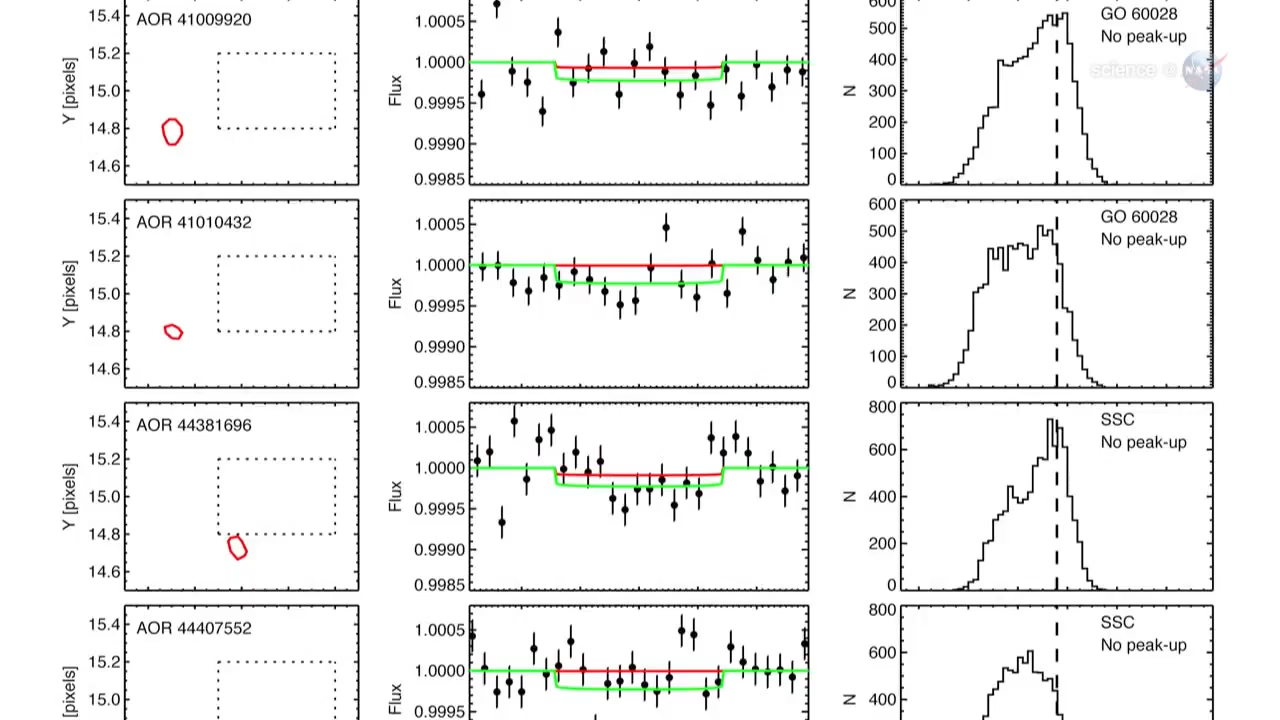 15.4
15.2
15.0
14.8
14.6
Y [pixels]
AOR 41009920
1.0005
1.0000
0.9995
0.9990
0.9985
Flux
600
500
400
300
200
100
0
N
GO 60028
No peak-up
science @ NASA
15.4
15.2
15.0
14.8
14.6
Y [pixels]
AOR 41010432
1.0005
1.0000
0.9995
0.9990
0.9985
Flux
600
500
400
300
200
100
0
N
GO 60028
No peak-up
15.4
15.2
15.0
14.8
14.6
Y [pixels]
AOR 44381696
1.0005
1.0000
0.9995
0.9990
0.9985
Flux
800
600
400
200
0
N
SSC
No peak-up
15.4
15.2
15.0
[pixels]
AOR 44407552
1.0005
1.0000
0.9995
Flux
800
600
400
N
SSC
No peak-up